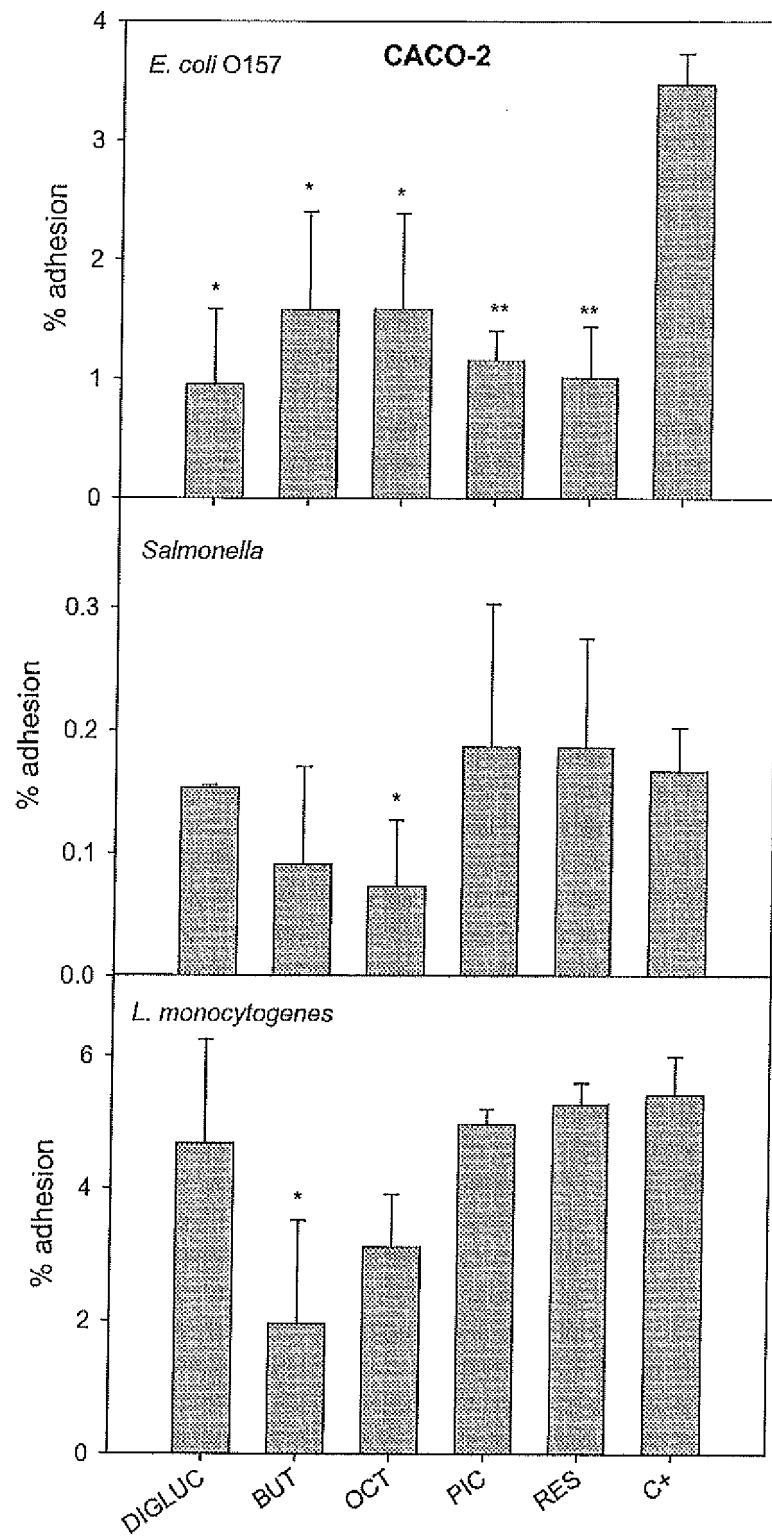 CACO-2
E. coli O157
% adhesion
4
3
2
1
0
*
*
*
**
**
Salmonella
% adhesion
0.3
0.2
0.1
0.0
*
L. monocytogenes
% adhesion
6
4
2
0
*
DIGLUC
BUT
OCT
PIC
RES
C+